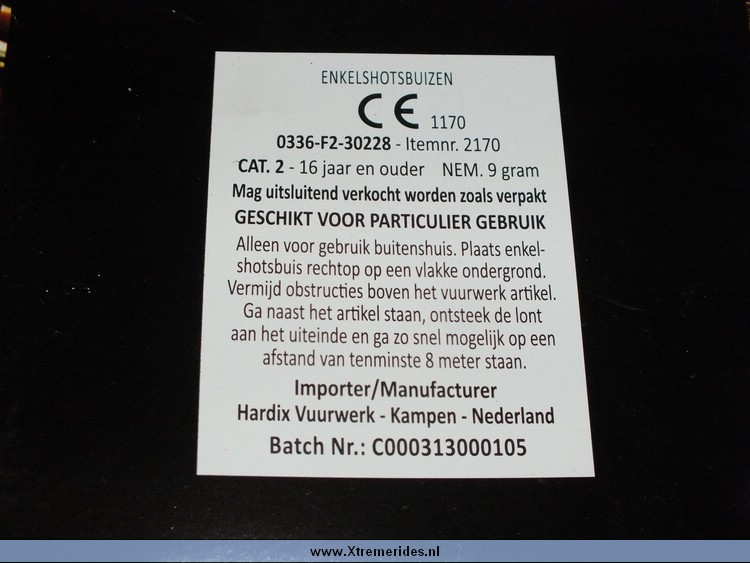 ENKELSHOTSBUIZEN
CE 1170
0336-F2-30228 - Itemnr. 2170
CAT. 2 - 16 jaar en ouder NEM. 9 gram
Mag uitsluitend verkocht worden zoals verpakt
GESCHIKT VOOR PARTICULIER GEBRUIK
Alleen voor gebruik buitenshuis. Plaats enkel-
shotsbuis rechtop op een vlakke ondergrond.
Vermijd obstructies boven het vuurwerk artikel.
Ga naast het artikel staan, ontsteek de lont
aan het uiteinde en ga zo snel mogelijk op een
afstand van tenminste 8 meter staan.
Importer/Manufacturer
Hardix Vuurwerk - Kampen - Nederland
Batch Nr.: C000313000105
www.Xtremerides.nl